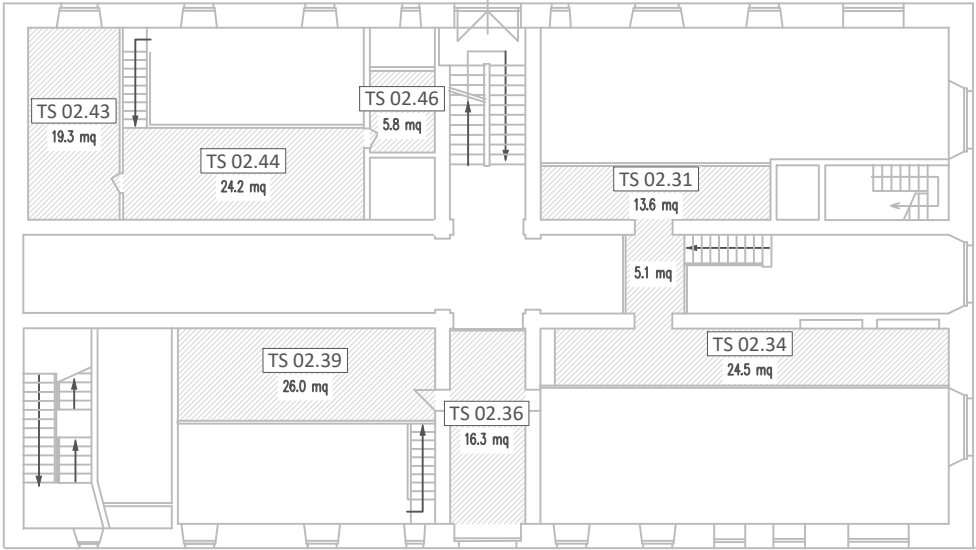 TS 02.43
19.3 mq
TS 02.44
24.2 mq
TS 02.46
5.8 mq
TS 02.31
13.6 mq
5.1 mq
TS 02.39
26.0 mq
TS 02.36
16.3 mq
TS 02.34
24.5 mq